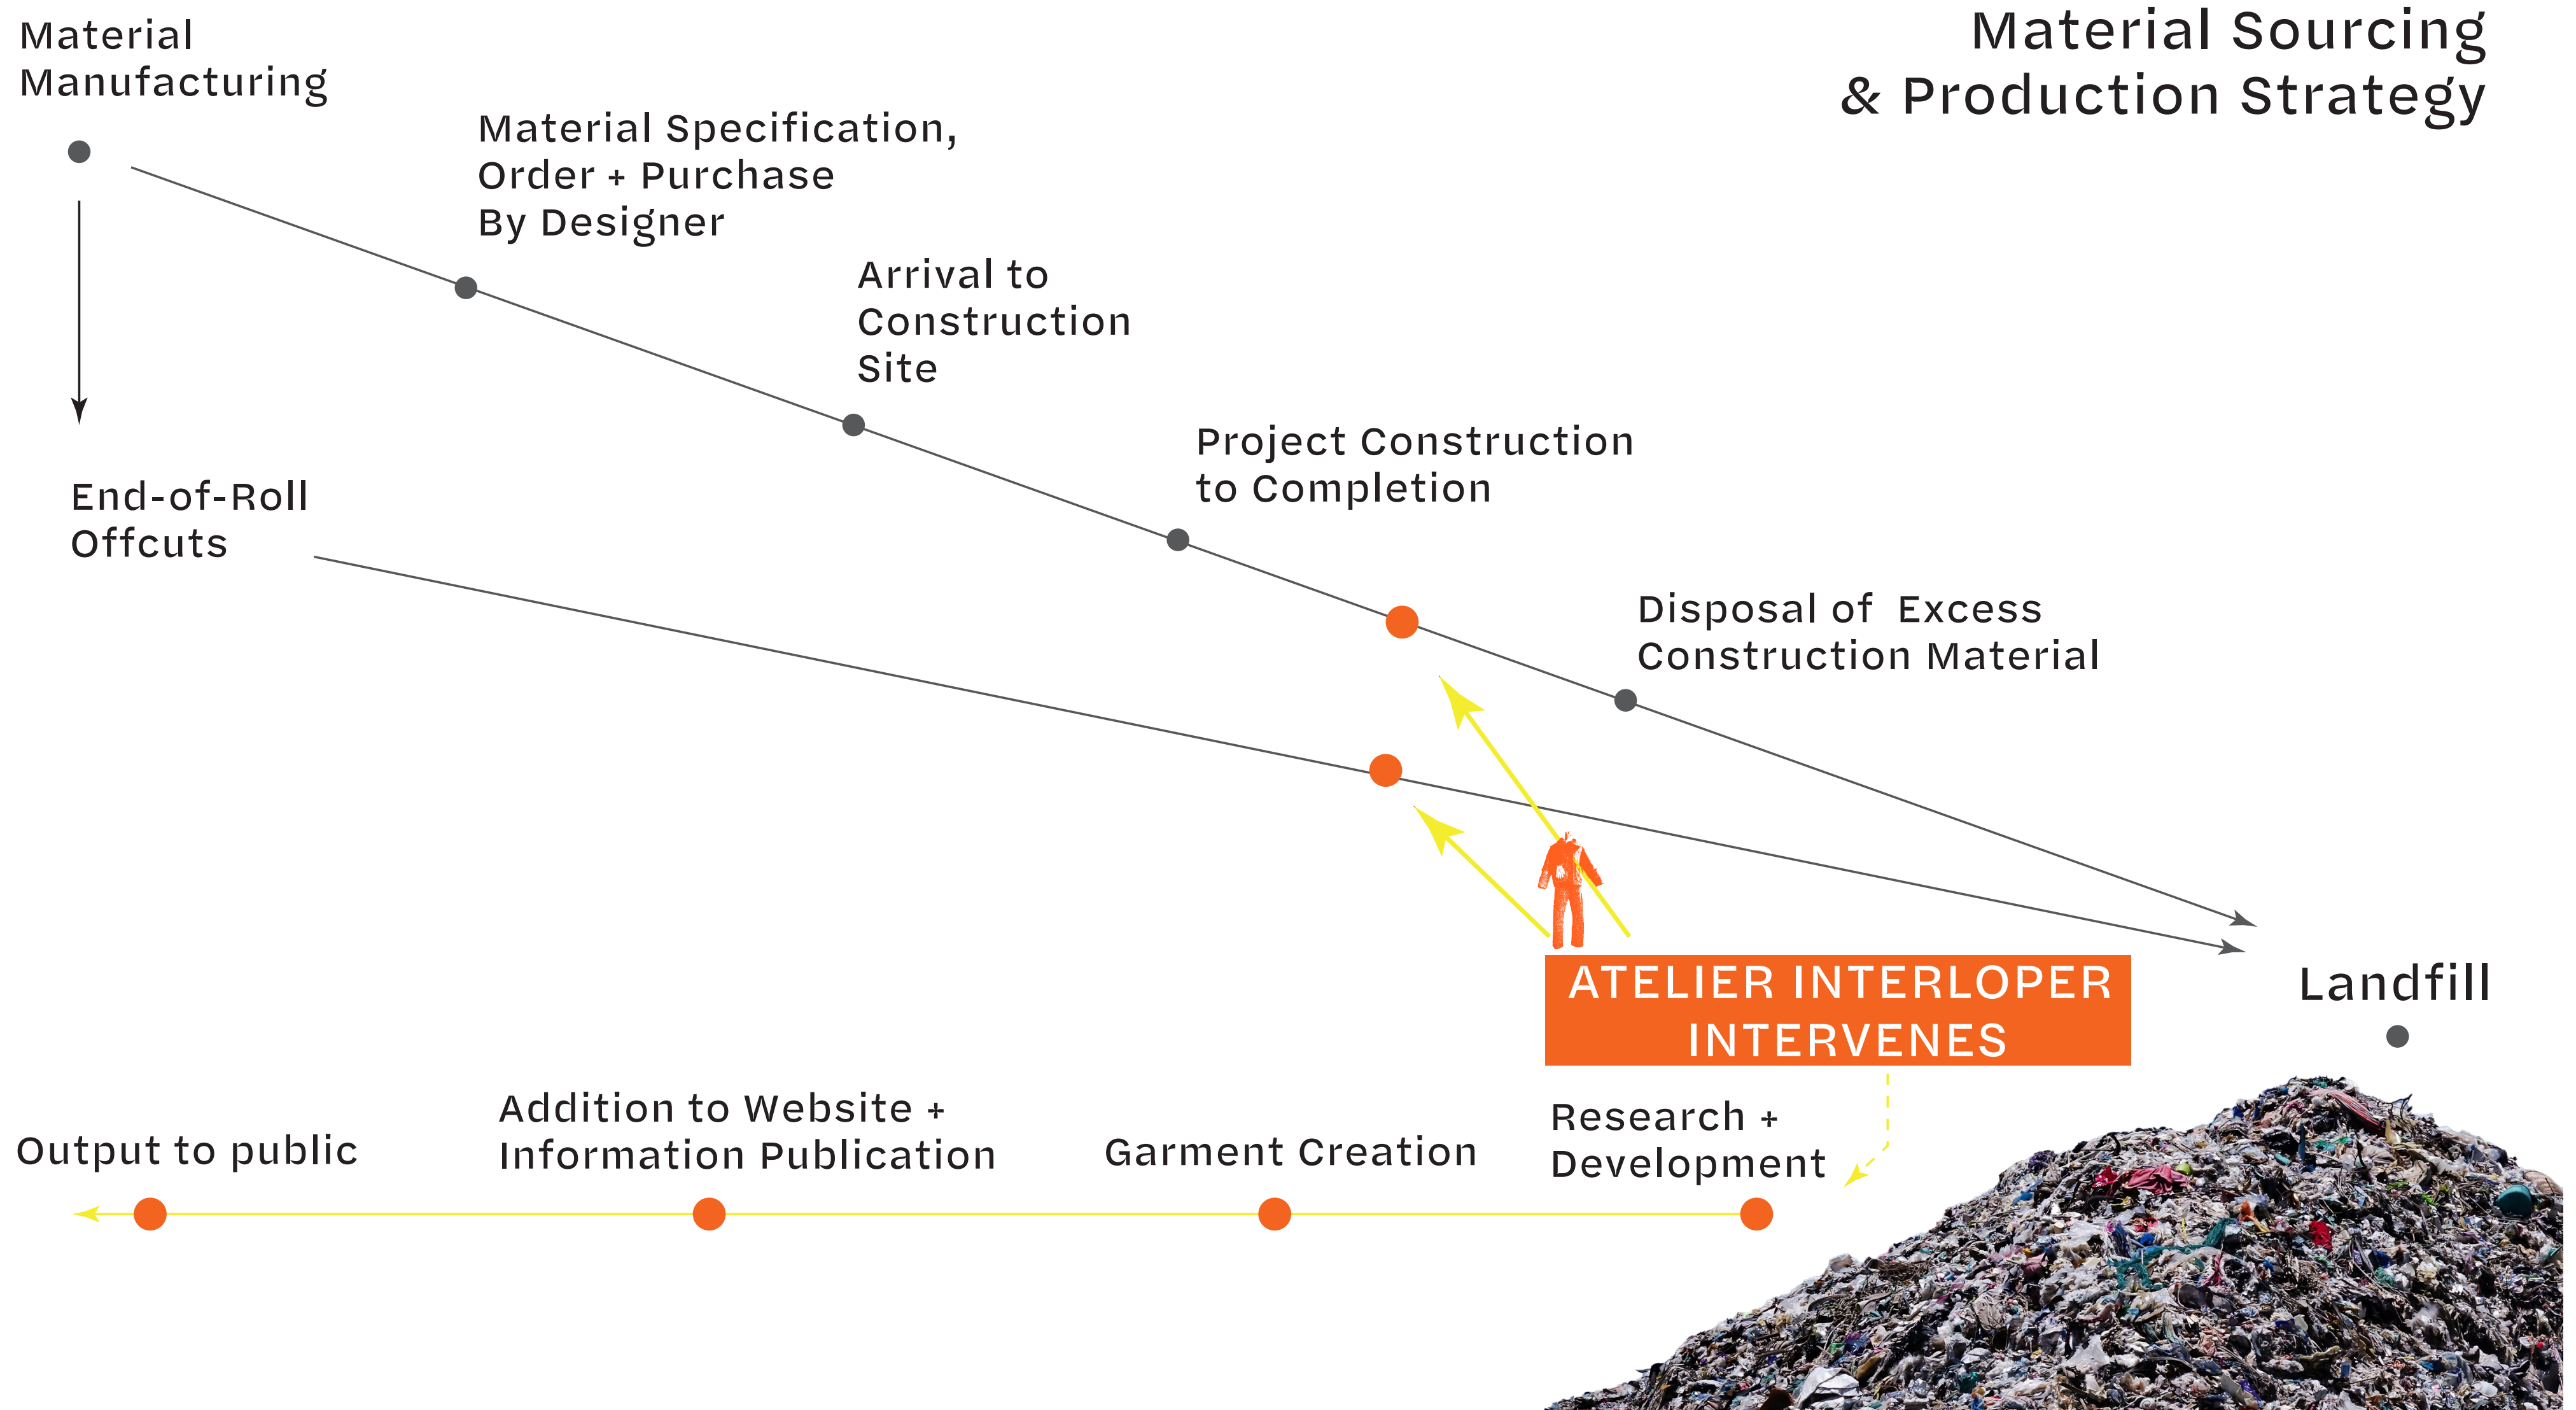 Material Sourcing
& Production Strategy
Material
Manufacturing
Material Specification,
Order + Purchase
By Designer
Arrival to
Construction
Site
Project Construction
to Completion
End-of-Roll
Offcuts
Disposal of Excess
Construction Material
ATELIER INTERLOPER
INTERVENES
Landfill
Output to public
Addition to Website +
Information Publication
Garment Creation
Research +
Development